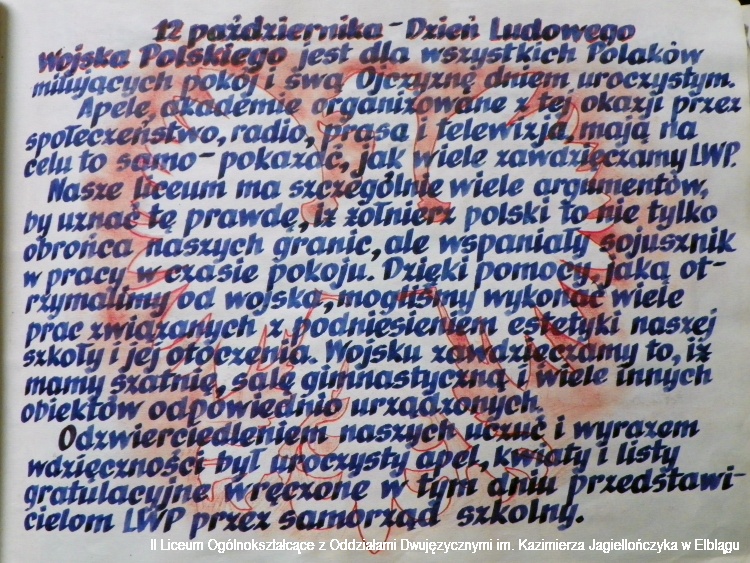 12 października - Dzień Ludowego
Wojska Polskiego jest dla wszystkich Polaków
miłujących pokój i swą Ojczyznę dniem uroczystym.
Apele, akademie organizowane z tej okazji przez
społeczeństwo, radio, prasa i telewizja, mają na
celu to samo - pokazać, jak wiele zawdzięczamy LWP.
Nasze liceum ma szczególnie wiele argumentów,
by uznać tę prawdę, iż żołnierz polski to nie tylko
obrońca naszych granic, ale wspaniały sojusznik
w pracy w czasie pokoju. Dzięki pomocy, jaką ot-
rzymaliśmy od wojska, mogliśmy wykonać wiele
prac związanych z podniesieniem estetyki naszej
szkoły i jej otoczenia. Wojsku zawdzięczamy to, iż
mamy szatnię, salę gimnastyczną i wiele innych
obiektów odpowiednio urządzonych.
Odzwierciedleniem naszych uczuć i wyrazem
wdzięczności był uroczysty apel, kwiaty i listy
gratulacyjne wręczone w tym dniu przedstawi-
cielom LWP przez samorząd szkolny.
II Liceum Ogólnokształcące z Oddziałami Dwujęzycznymi im. Kazimierza Jagiellończyka w Elblągu